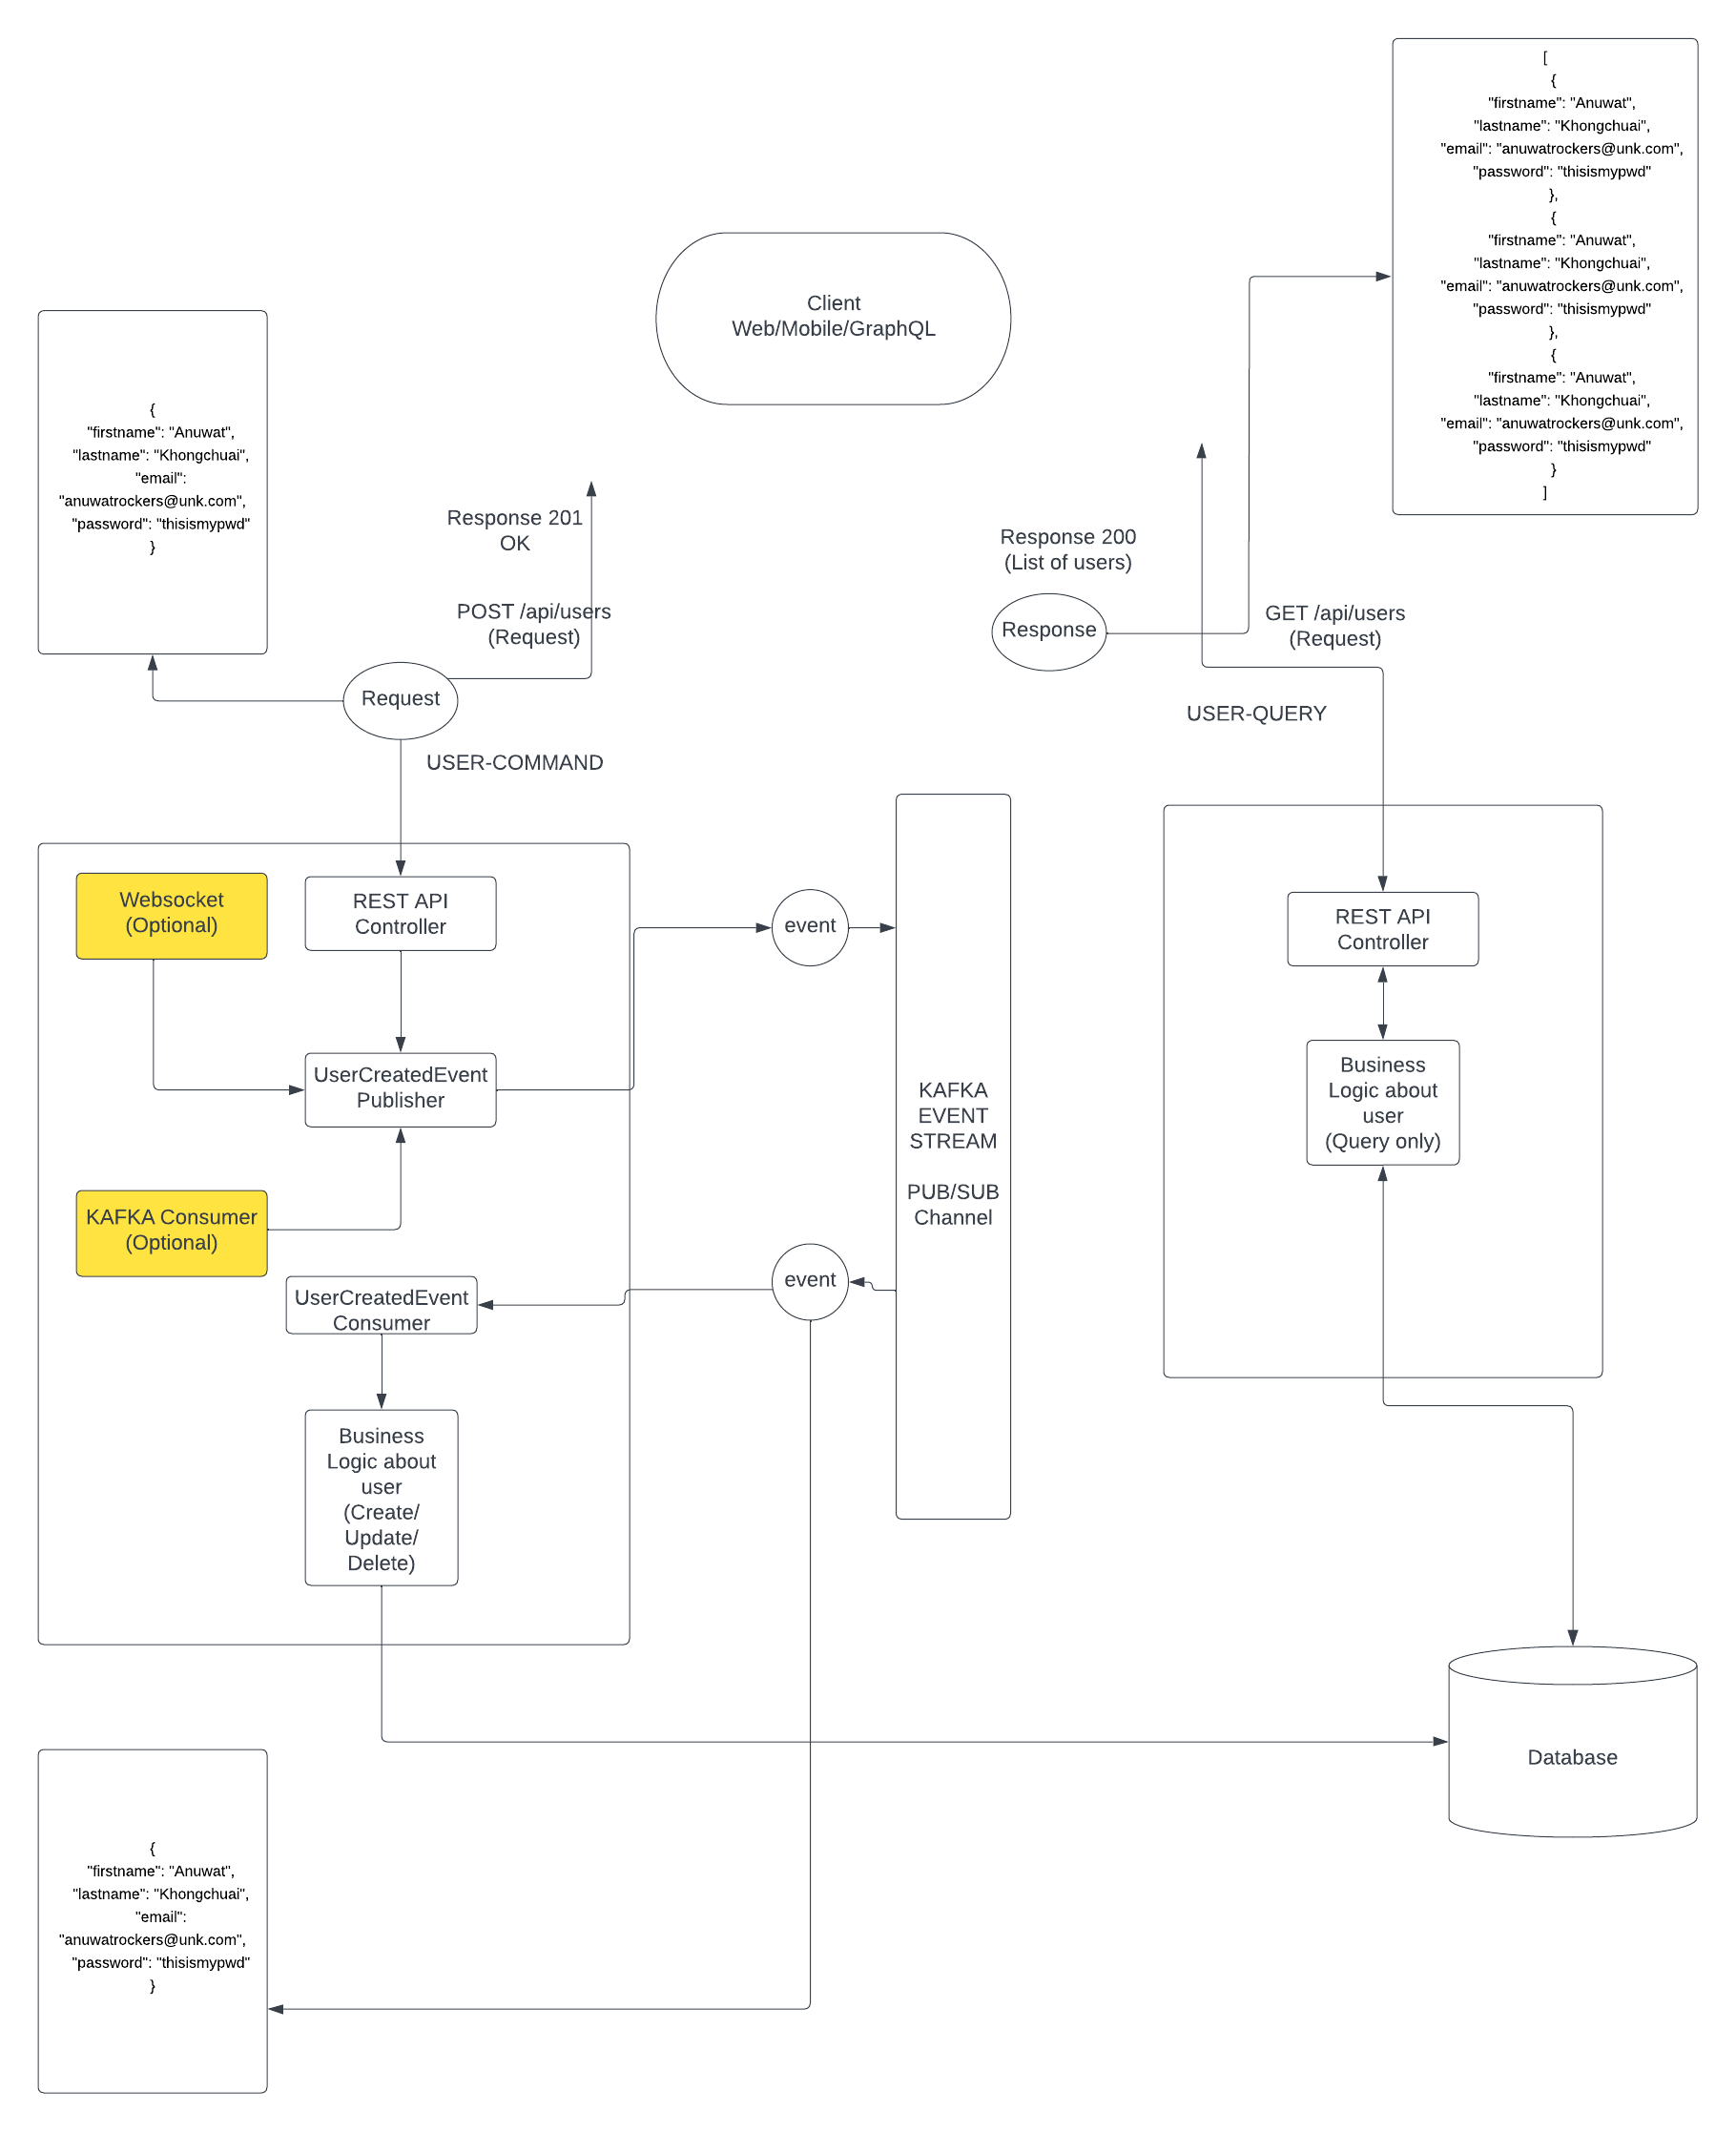 [
{
"firstname": "Anuwat",
"lastname": "Khongchuai",
"email": "anuwatrockers@unk.com",
"password": "thisismypwd"
},
{
"firstname": "Anuwat",
"lastname": "Khongchuai",
"email": "anuwatrockers@unk.com",
"password": "thisismypwd"
},
{
"firstname": "Anuwat",
"lastname": "Khongchuai",
"email": "anuwatrockers@unk.com",
"password": "thisismypwd"
}
]
Client
Web/Mobile/GraphQL
{
"firstname": "Anuwat",
"lastname": "Khongchuai",
"email":
"anuwatrockers@unk.com",
"password": "thisismypwd"
}
Response 201
OK
POST /api/users
(Request)
Request
USER-COMMAND
Response 200
(List of users)
Response
GET /api/users
(Request)
USER-QUERY
Websocket
(Optional)
REST API
Controller
UserCreatedEvent
Publisher
KAFKA Consumer
(Optional)
UserCreatedEvent
Consumer
Business
Logic about
user
(Create/
Update/
Delete)
event
event
KAFKA
EVENT
STREAM
PUB/SUB
Channel
REST API
Controller
Business
Logic about
user
(Query only)
Database
{
"firstname": "Anuwat",
"lastname": "Khongchuai",
"email":
"anuwatrockers@unk.com",
"password": "thisismypwd"
}